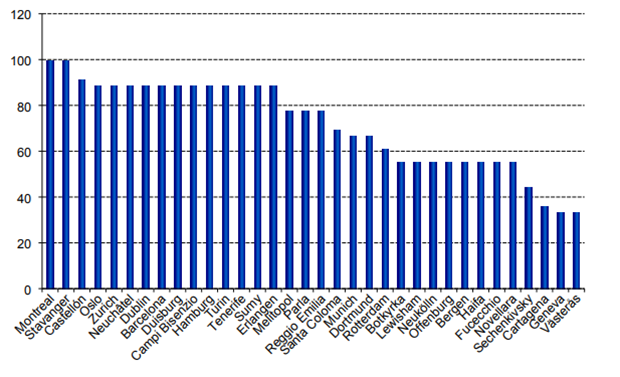 120
100
80
60
40
20
0
Montreal
Stavanger
Castellón
Oslo
Zurich
Neuchâtel
Dublin
Barcelona
Duisburg
Campi Bisenzio
Hamburg
Turin
Tenerife
Sumy
Erlangen
Melitopol
Parla
Reggio Emilia
Santa Coloma
Munich
Dortmund
Rotterdam
Botkyrka
Lewisham
Neukölln
Offenburg
Bergen
Haifa
Fucecchio
Novellara
Sechenkivsky
Cartagena
Geneva
Västerås